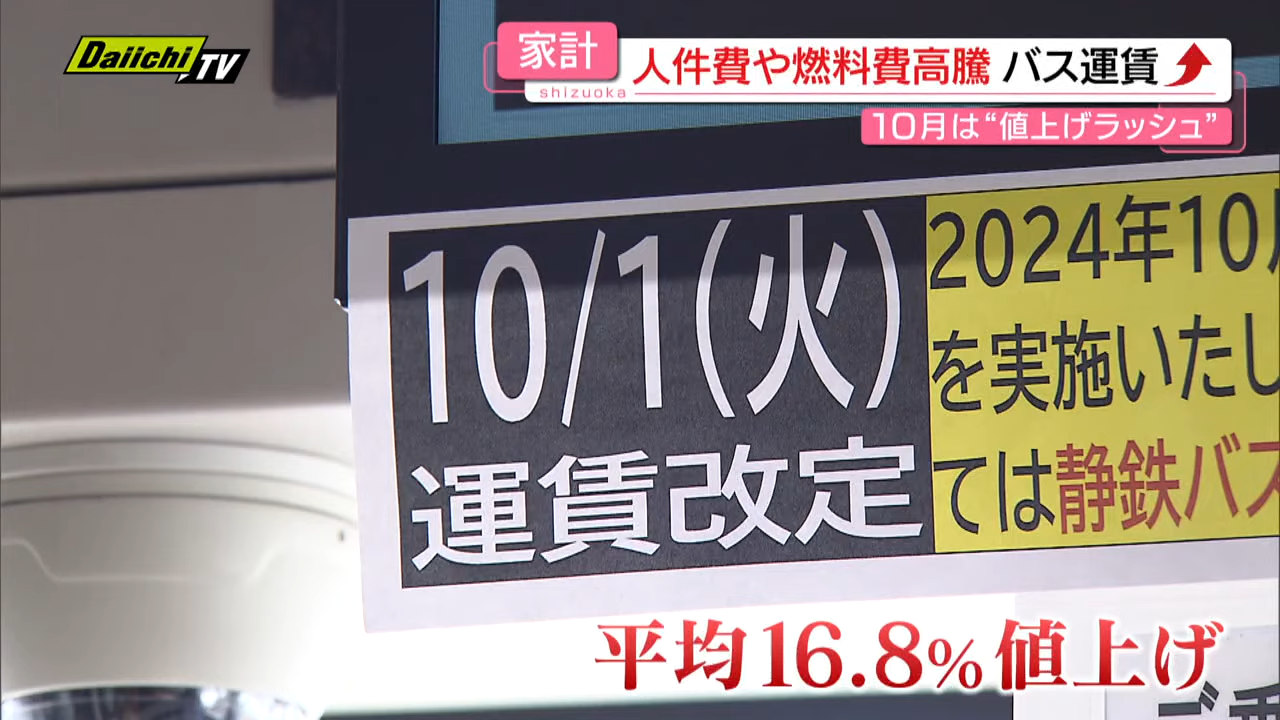 Daiichi-TV
家計
人件費や燃料費高騰 バス運賃
shizuoka
10月は“値上げラッシュ”
10/1(火)
運賃改定
2024年10月
を実施いたし
ては静鉄バス
平均16.8%値上げ